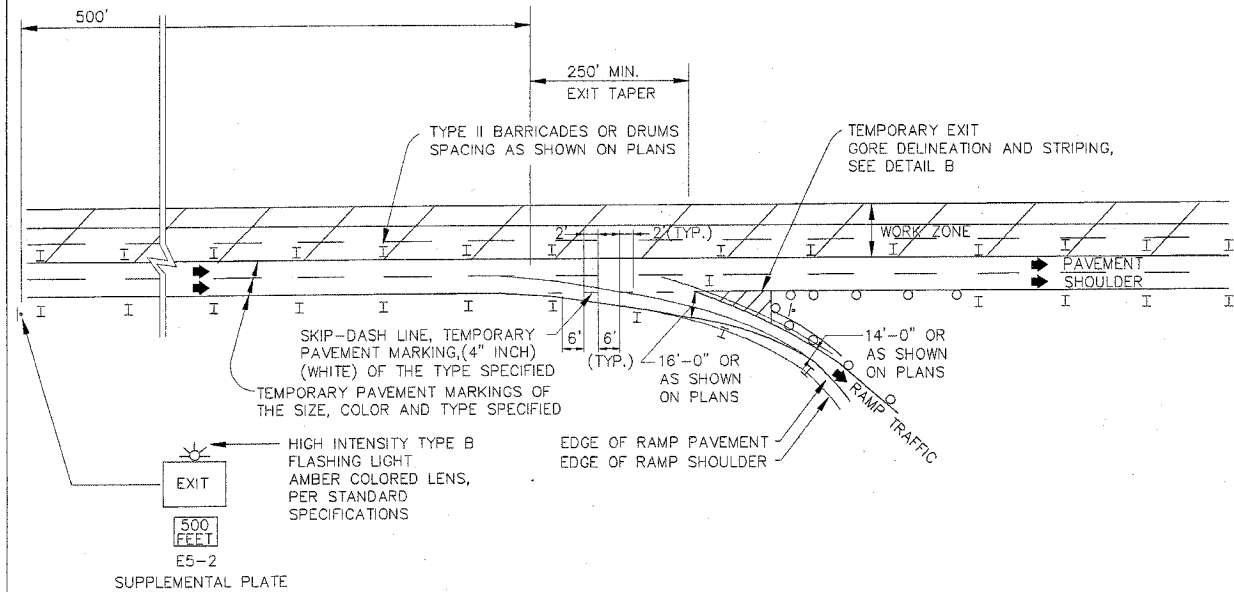 500'
250' MIN.
EXIT TAPER
TYPE II BARRICADES OR DRUMS
SPACING AS SHOWN ON PLANS
TEMPORARY EXIT
GORE DELINEATION AND STRIPING,
SEE DETAIL B
2'
2'(TYP.)
WORK ZONE
PAVEMENT
SHOULDER
SKIP-DASH LINE, TEMPORARY
PAVEMENT MARKING,(4" INCH)
(WHITE) OF THE TYPE SPECIFIED
6'
6'
(TYP.)
16'-0" OR
AS SHOWN
ON PLANS
14'-0" OR
AS SHOWN
ON PLANS
TEMPORARY PAVEMENT MARKINGS OF
THE SIZE, COLOR AND TYPE SPECIFIED
RAMP TRAFFIC
HIGH INTENSITY TYPE B
FLASHING LIGHT
AMBER COLORED LENS,
PER STANDARD
SPECIFICATIONS
EDGE OF RAMP PAVEMENT
EDGE OF RAMP SHOULDER
EXIT
500
FEET
E5-2
SUPPLEMENTAL PLATE